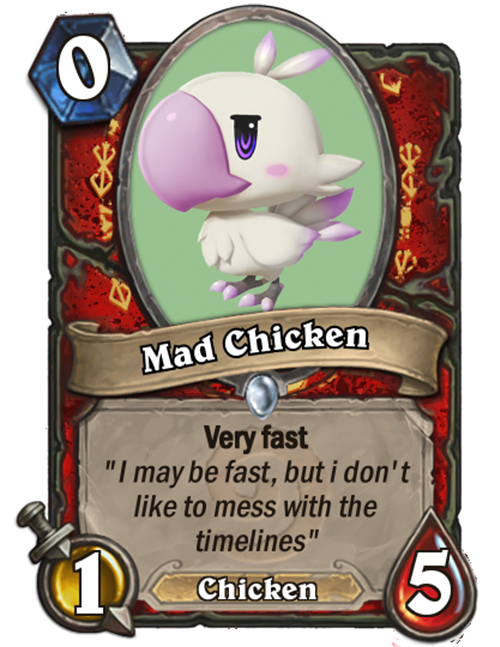 0
Mad Chicken
Very fast
"I may be fast, but i don't
like to mess with the
timelines"
Chicken
1
5